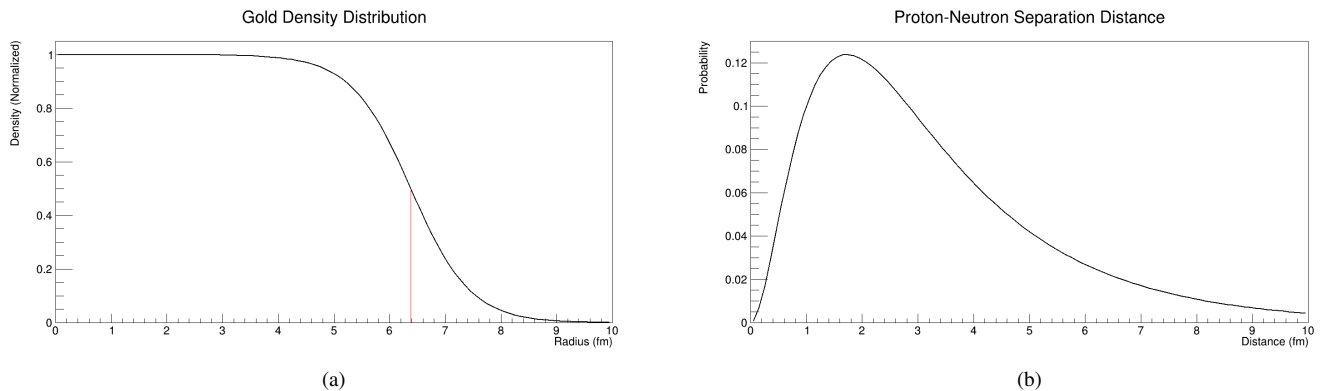 Gold Density Distribution
Density (Normalized)
1
0.8
0.6
0.4
0.2
0
0 1 2 3 4 5 6 7 8 9 10
Radius (fm)
(a)
Proton-Neutron Separation Distance
Probability
0.12
0.1
0.08
0.06
0.04
0.02
0
0 1 2 3 4 5 6 7 8 9 10
Distance (fm)
(b)